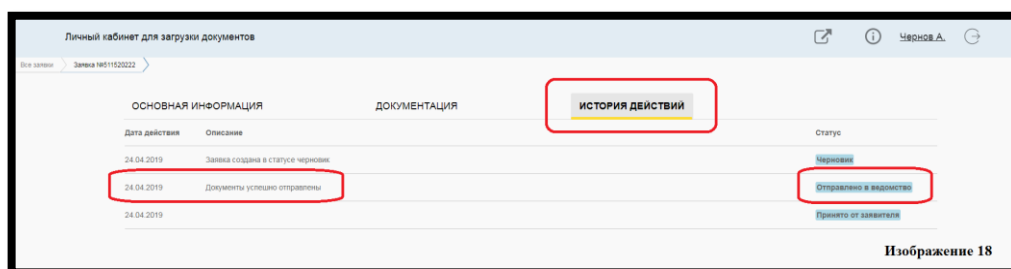 Личный кабинет для загрузки документов
Чернов А.
Все заявки
Заявка №511520222
ОСНОВНАЯ ИНФОРМАЦИЯ ДОКУМЕНТАЦИЯ ИСТОРИЯ ДЕЙСТВИЙ
Дата действия Описание Статус
24.04.2019 Заявка создана в статусе черновик Черновик
24.04.2019 Документы успешно отправлены Отправлено в ведомство
24.04.2019 Принято от заявителя
Изображение 18